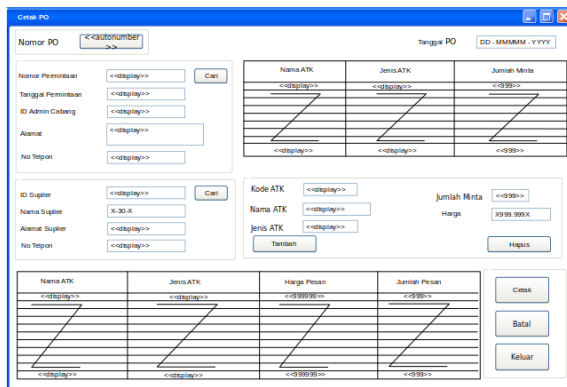 Cetak PO
Nomor PO
<<autonumber
>>
Tanggal PO
DD - MMMMM - YYYY
Nomor Permintaan
<<display>>
Cari
Tanggal Permintaan
<<display>>
ID Admin Cabang
<<display>>
Alamat
<<display>>
No Telpon
<<display>>
Nama ATK
Jenis ATK
Jumlah Minta
<<display>>
<<display>>
<<999>>
<<display>>
<<display>>
<<999>>
ID Suplier
<<display>>
Cari
Nama Suplier
X-30-X
Alamat Suplier
<<display>>
No Telpon
<<display>>
Kode ATK
<<display>>
Jumlah Minta
<<999>>
Nama ATK
<<display>>
Harga
X999.999X
Jenis ATK
<<display>>
Tambah
Hapus
Nama ATK
Jenis ATK
Harga Pesan
Jumlah Pesan
<<display>>
<<display>>
<<999999>>
<<999>>
<<display>>
<<display>>
<<999999>>
<<999>>
Cetak
Batal
Keluar